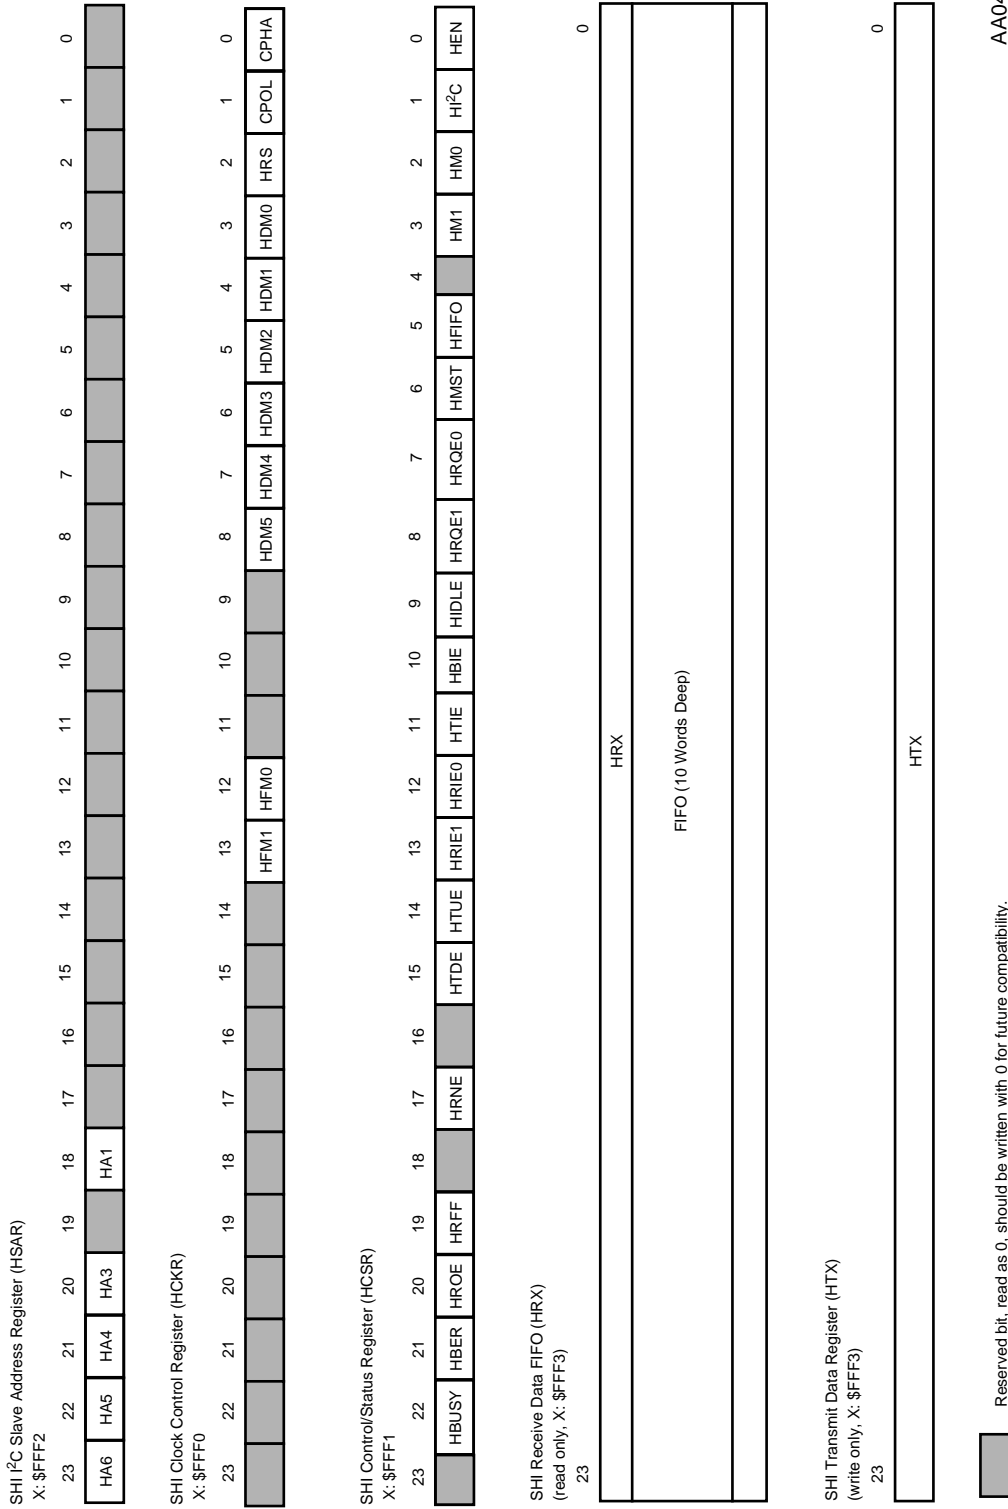 SHI I²C Slave Address Register (HSAR)
X: $FFF2
23 22 21 20 19 18 17 16 15 14 13 12 11 10 9 8 7 6 5 4 3 2 1 0
HA6 HA5 HA4 HA3 HA1
SHI Clock Control Register (HCKR)
X: $FFF0
23 22 21 20 19 18 17 16 15 14 13 12 11 10 9 8 7 6 5 4 3 2 1 0
HFM1 HFM0 HDM5 HDM4 HDM3 HDM2 HDM1 HDM0 HRS CPOL CPHA
SHI Control/Status Register (HCSR)
X: $FFF1
23 22 21 20 19 18 17 16 15 14 13 12 11 10 9 8 7 6 5 4 3 2 1 0
HBUSY HBER HROE HRFF HRNE HTDE HTUE HRIE1 HRIE0 HTIE HBIE HIDLE HRQE1 HRQE0 HMST HFIFO HM1 HM0 HI²C HEN
SHI Receive Data FIFO (HRX)
(read only, X: $FFF3)
23 0
HRX
FIFO (10 Words Deep)
SHI Transmit Data Register (HTX)
(write only, X: $FFF3)
23 0
HTX
Reserved bit, read as 0, should be written with 0 for future compatibility.